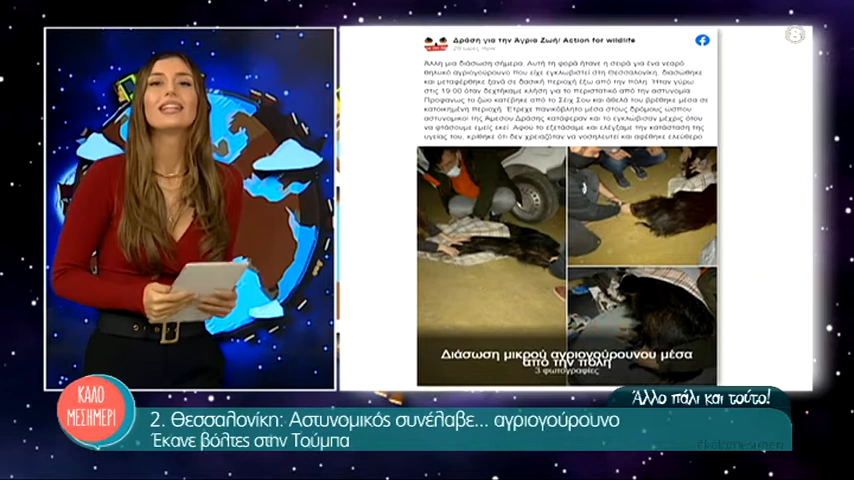 8
Δράση για την Άγρια Ζωή/ Action for wildlife
Άλλη μια διάσωση σήμερα. Αυτή τη φορά ήτανε η σειρά για ένα νεαρό
θηλυκό αγριογούρουνο που είχε εγκλωβιστεί στη Θεσσαλονίκη, διασώθηκε
και μεταφέρθηκε ξανά σε δασική περιοχή έξω από την πόλη. Ήταν γύρω
στις 19:00 όταν δεχτήκαμε κλήση για το περιστατικό από την αστυνομία.
Προφανως το ζωο κατέβηκε από το Σέιχ Σου και άθελά του βρέθηκε μέσα σε
κατοικημένη περιοχή. Έτρεχε πανικόβλητο μέσα στους δρόμους ώσπου
αστυνομικοί της Άμεσου Δράσης κατάφεραν και το εγκλώβισαν μέχρις ότου
να φτάσουμε εμείς εκεί. Αφού το εξετάσαμε και ελέγξαμε την κατάσταση της
υγείας του, κρίθηκε ότι δεν χρειαζόταν να νοσηλευτεί και αφέθηκε ελεύθερο
Διάσωση μικρού αγριογούρουνου μέσα
από την πόλη
3 φωτογραφίες
Άλλο πάλι και τούτο!
ΚΑΛΟ
ΜΕΣΗΜΕΡΙ
2. Θεσσαλονίκη: Αστυνομικός συνέλαβε... αγριογούρουνο
Έκανε βόλτες στην Τούμπα